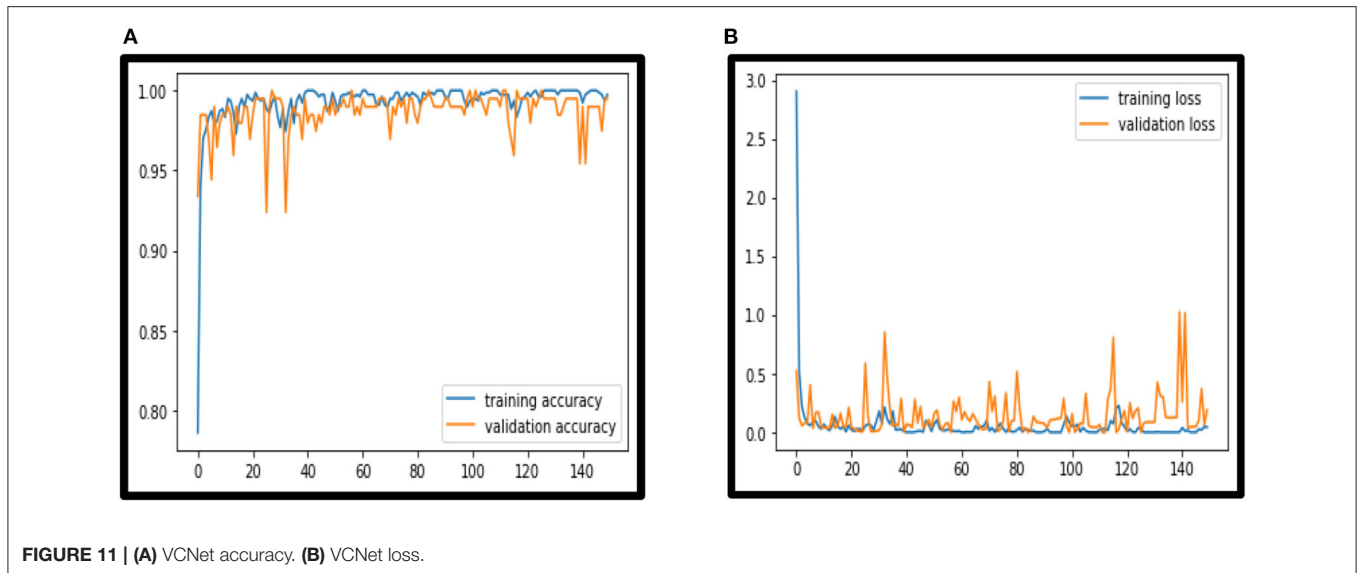 A
1.00
0.95
0.90
0.85
0.80
training accuracy
validation accuracy
0 20 40 60 80 100 120 140
B
3.0
2.5
2.0
1.5
1.0
0.5
0.0
training loss
validation loss
0 20 40 60 80 100 120 140
FIGURE 11 | (A) VCNet accuracy. (B) VCNet loss.